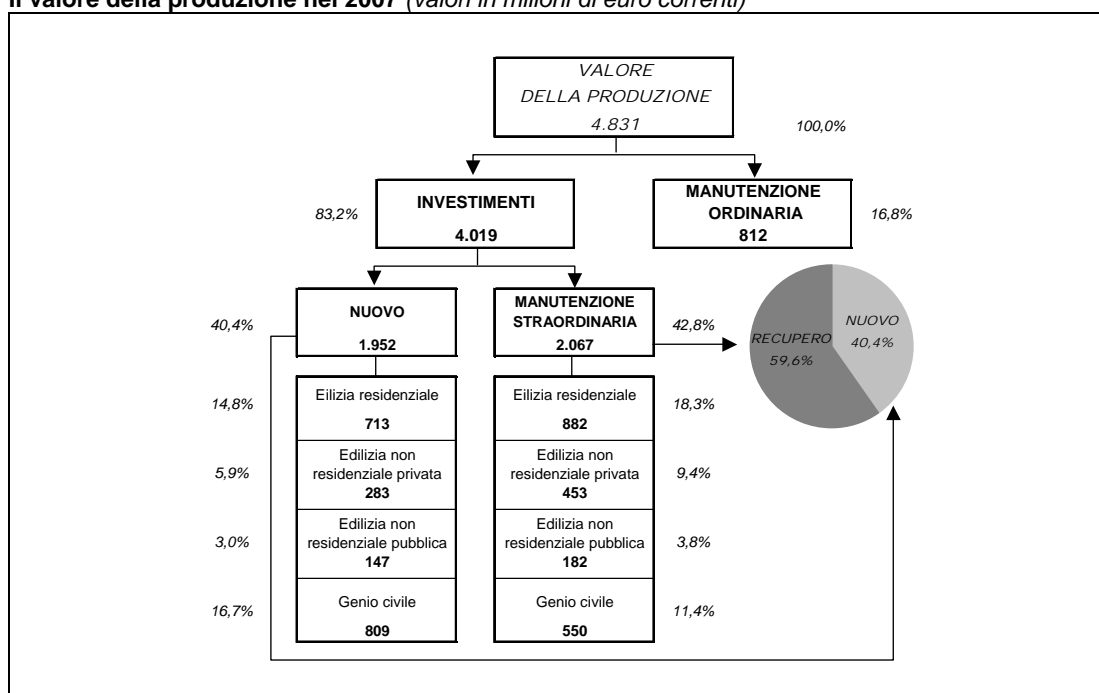 Il valore della produzione nel 2007 (valori in milioni di euro correnti)
VALORE
DELLA PRODUZIONE
4.831
100,0%
INVESTIMENTI
4.019
83,2%
MANUTENZIONE
ORDINARIA
812
16,8%
NUOVO
1.952
40,4%
MANUTENZIONE
STRAORDINARIA
2.067
42,8%
RECUPERO
59,6%
NUOVO
40,4%
14,8%
Eilizia residenziale
713
Eilizia residenziale
882
18,3%
5,9%
Edilizia non
residenziale privata
283
Edilizia non
residenziale privata
453
9,4%
3,0%
Edilizia non
residenziale pubblica
147
Edilizia non
residenziale pubblica
182
3,8%
16,7%
Genio civile
809
Genio civile
550
11,4%